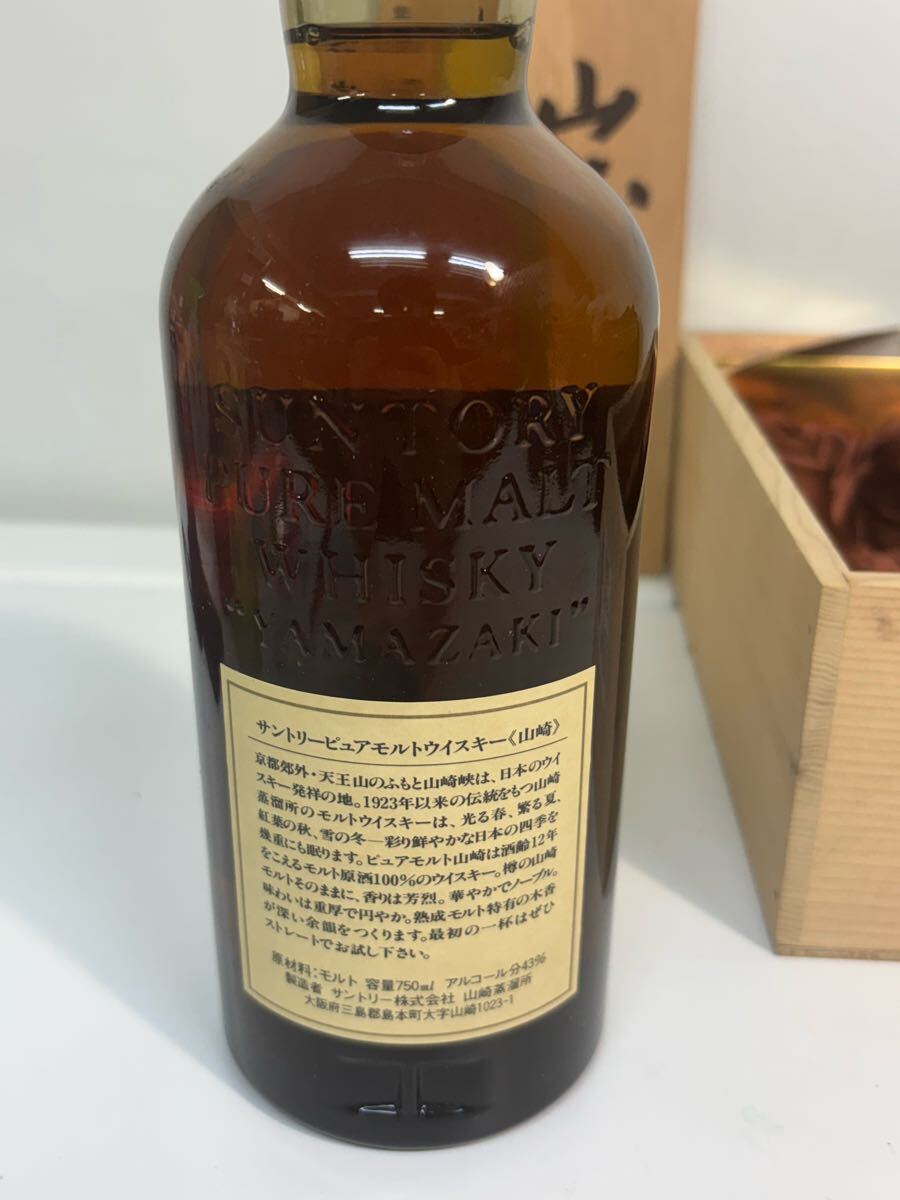 山
SUNTORY
PURE MALT
WHISKY
“YAMAZAKI”
サントリーピュアモルトウイスキー《山崎》
京都郊外・天王山のふもと山崎峡は、日本のウイ
スキー発祥の地。1923年以来の伝統をもつ山崎
蒸溜所のモルトウイスキーは、光る春、繁る夏、
紅葉の秋、雪の冬―彩り鮮やかな日本の四季を
幾重にも眠ります。ピュアモルト山崎は酒齢12年
をこえるモルト原酒100%のウイスキー。樽の山崎
モルトそのままに、香りは芳烈。華やかでノーブル。
味わいは重厚で円やか。熟成モルト特有の木香
が深い余韻をつくります。最初の一杯はぜひ
ストレートでお試し下さい。
原材料:モルト 容量750ml アルコール分43%
製造者 サントリー株式会社 山崎蒸溜所
大阪府三島郡島本町大字山崎1023-1